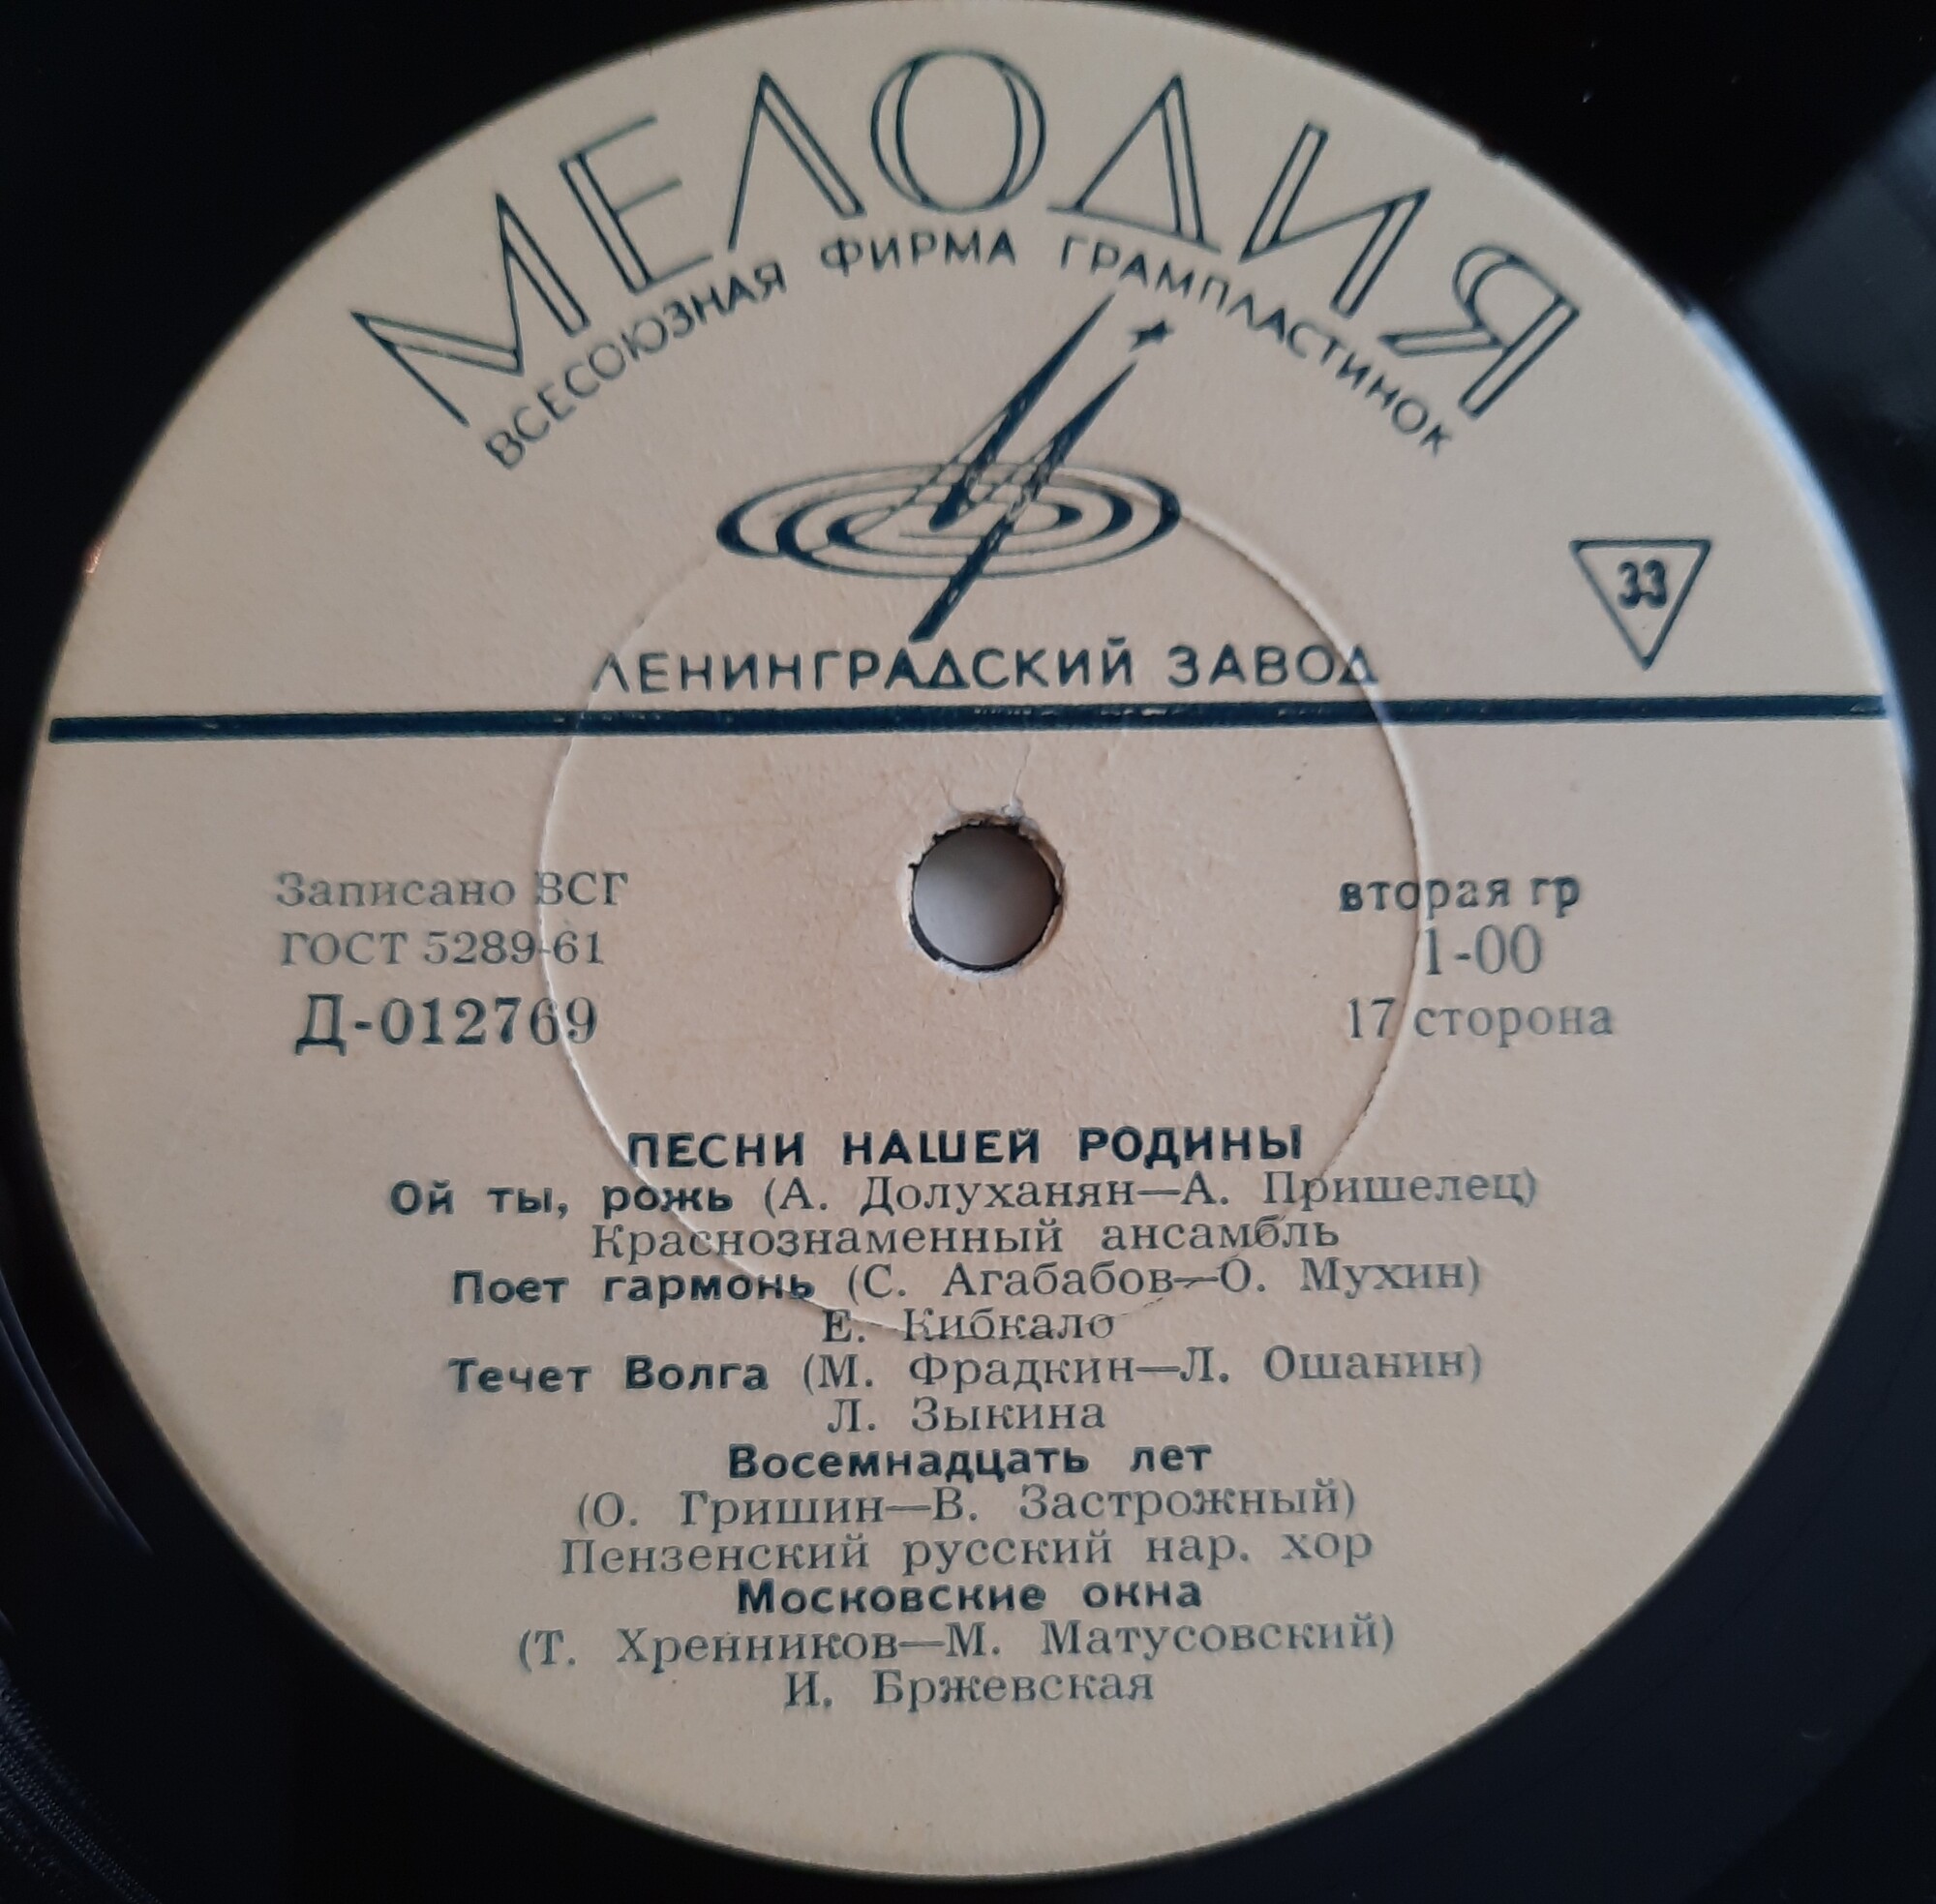 МЕЛОДИЯ
ВСЕСОЮЗНАЯ ФИРМА ГРАМПЛАСТИНОК
33
ЛЕНИНГРАДСКИЙ ЗАВОД
Записано ВСГ
ГОСТ 5289-61
Д-012769
вторая гр
1-00
17 сторона
ПЕСНИ НАШЕЙ РОДИНЫ
Ой ты, рожь (А. Долуханян—А. Пришелец)
Краснознаменный ансамбль
Поет гармонь (С. Агабабов—О. Мухин)
Е. Кибкало
Течет Волга (М. Фрадкин—Л. Ошанин)
Л. Зыкина
Восемнадцать лет
(О. Гришин—В. Застрожный)
Пензенский русский нар. хор
Московские окна
(Т. Хренников—М. Матусовский)
И. Бржевская